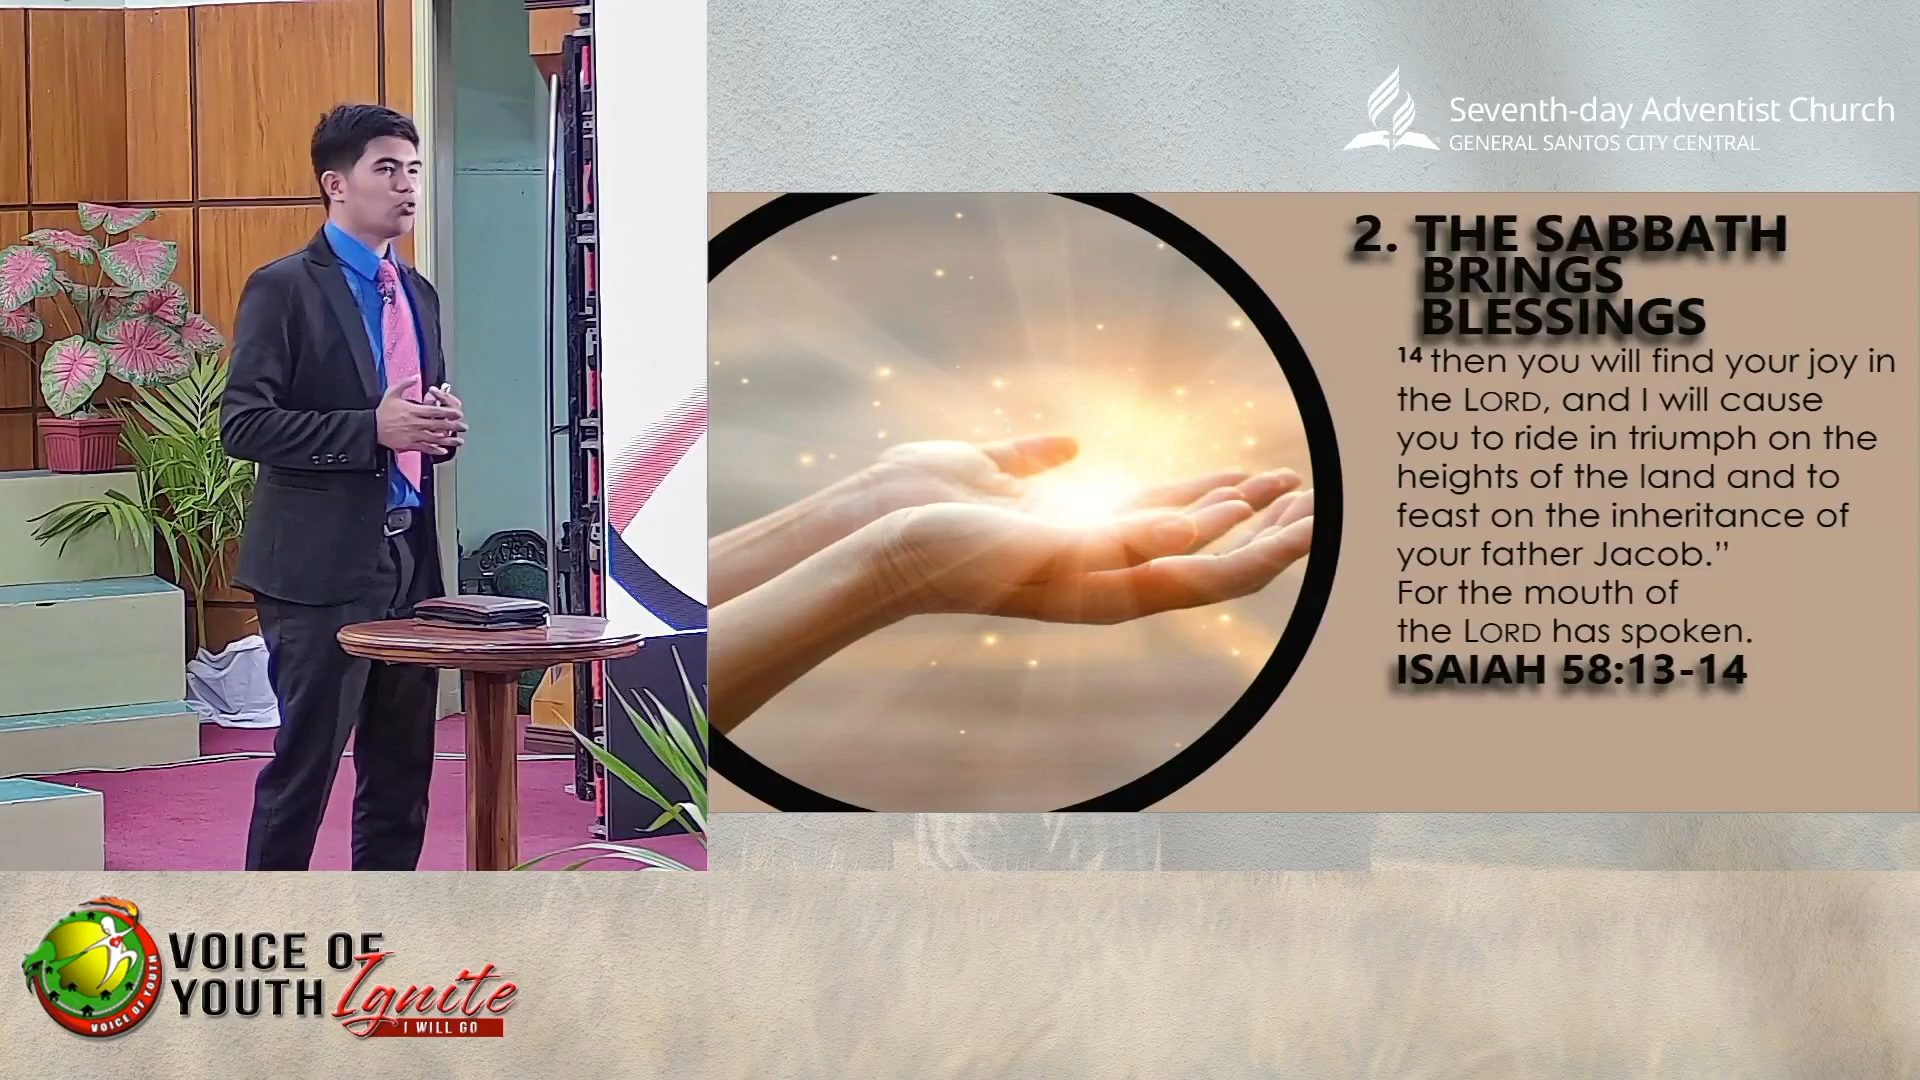 Seventh-day Adventist Church
GENERAL SANTOS CITY CENTRAL
2. THE SABBATH
BRINGS
BLESSINGS
14 then you will find your joy in
the LORD, and I will cause
you to ride in triumph on the
heights of the land and to
feast on the inheritance of
your father Jacob.”
For the mouth of
the LORD has spoken.
ISAIAH 58:13-14
VOICE OF YOUTH
VOICE OF
YOUTH Ignite
I WILL GO